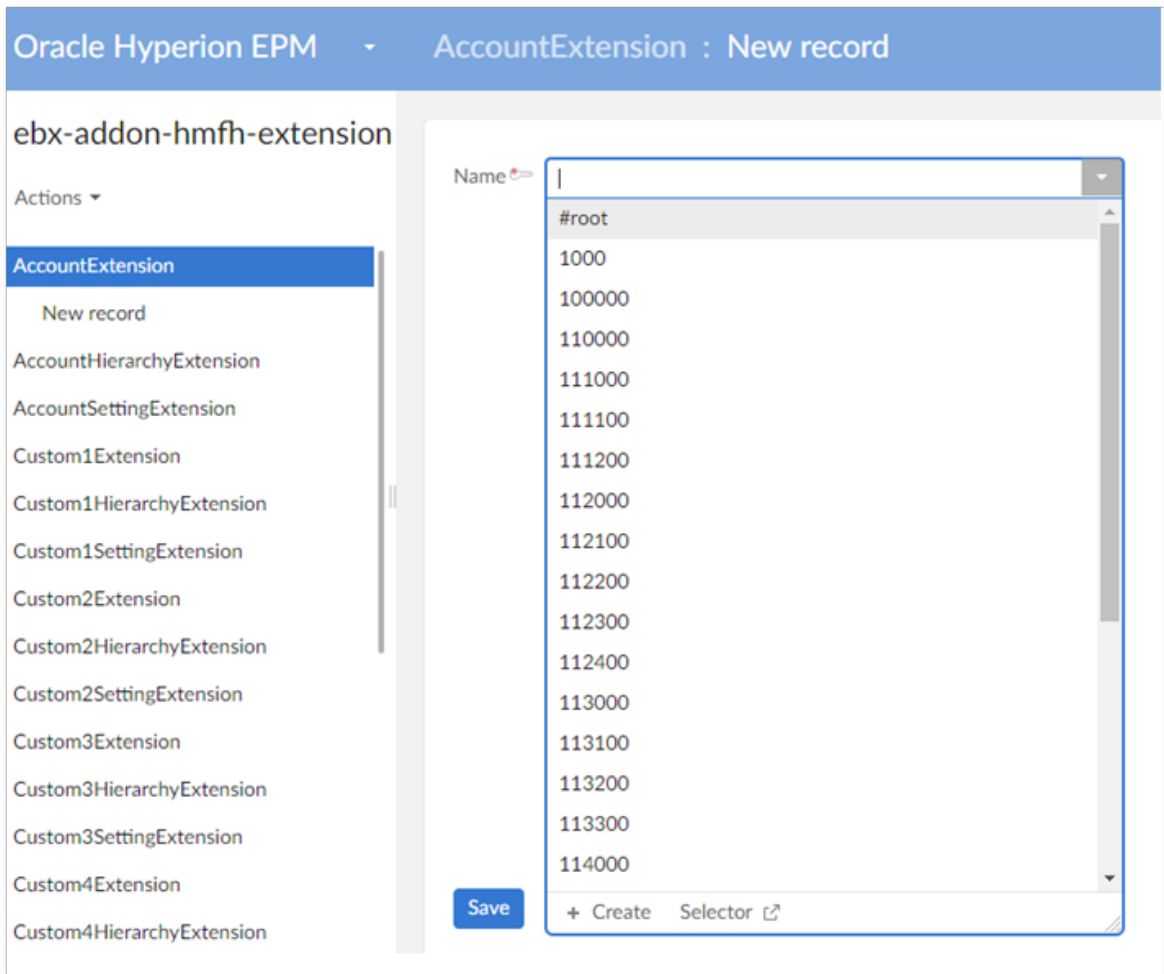 Oracle Hyperion EPM
AccountExtension : New record
ebx-addon-hmfh-extension
Actions
AccountExtension
New record
AccountHierarchyExtension
AccountSettingExtension
Custom1Extension
Custom1HierarchyExtension
Custom1SettingExtension
Custom2Extension
Custom2HierarchyExtension
Custom2SettingExtension
Custom3Extension
Custom3HierarchyExtension
Custom3SettingExtension
Custom4Extension
Custom4HierarchyExtension
Name
#root
1000
100000
110000
111000
111100
111200
112000
112100
112200
112300
112400
113000
113100
113200
113300
114000
Save
+ Create Selector